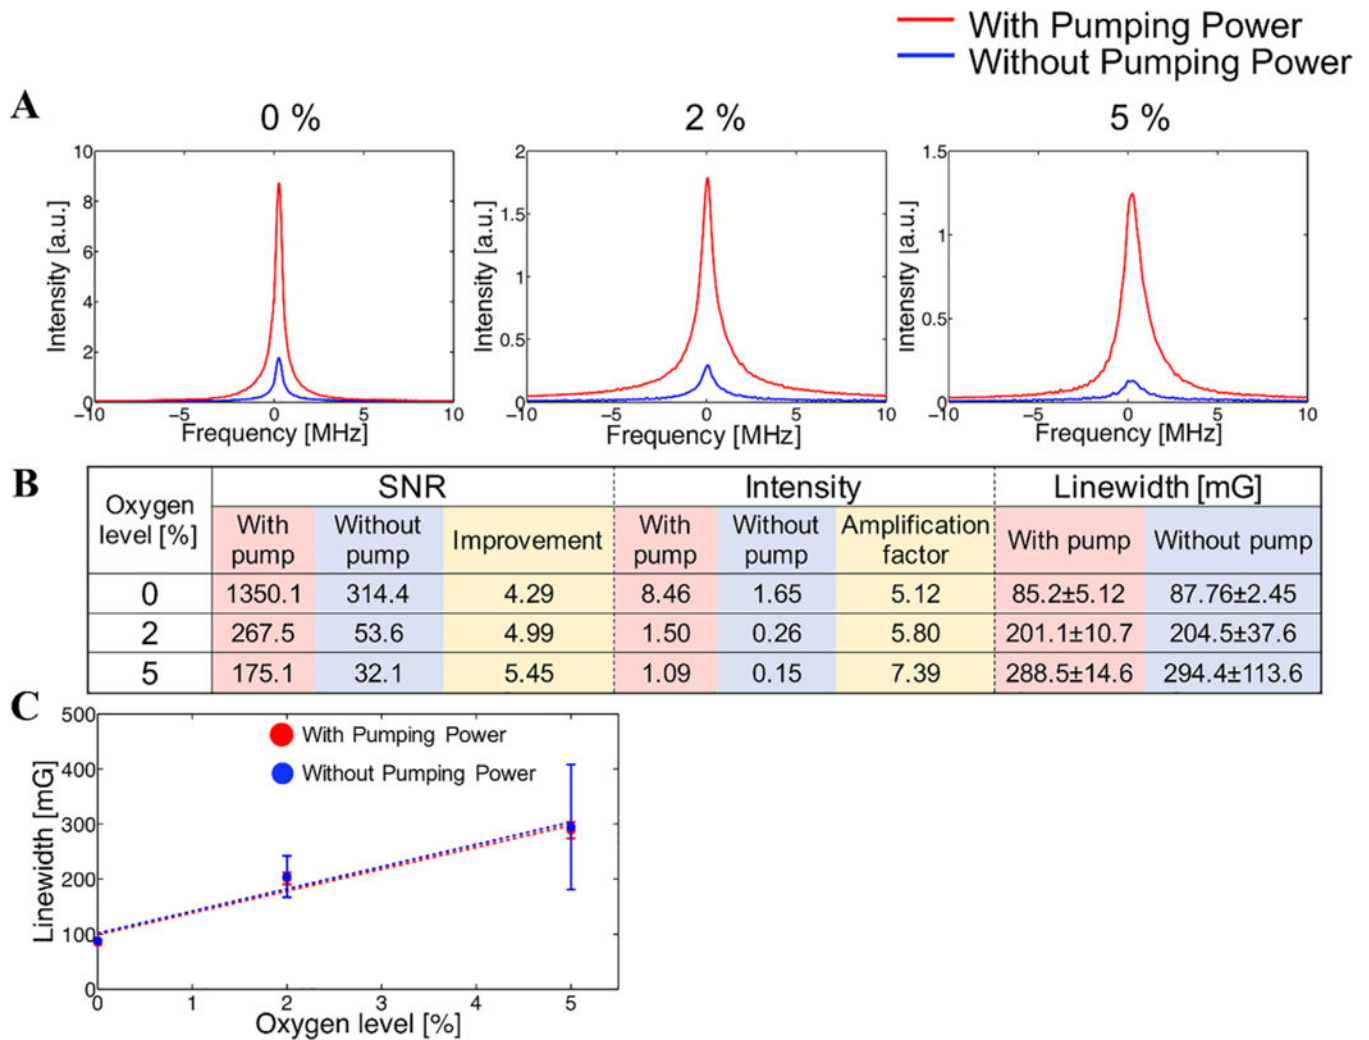 With Pumping Power
Without Pumping Power
A
0 %
2 %
5 %
10
8
6
4
2
0
−10
−5
0
5
10
Intensity [a.u.]
Frequency [MHz]
2
1.5
1
0.5
0
−10
−5
0
5
10
Intensity [a.u.]
Frequency [MHz]
1.5
1
0.5
0
−10
−5
0
5
10
Intensity [a.u.]
Frequency [MHz]
B
Oxygen level [%] SNR Intensity Linewidth [mG]
With pump Without pump Improvement With pump Without pump Amplification factor With pump Without pump
0 1350.1 314.4 4.29 8.46 1.65 5.12 85.2±5.12 87.76±2.45
2 267.5 53.6 4.99 1.50 0.26 5.80 201.1±10.7 204.5±37.6
5 175.1 32.1 5.45 1.09 0.15 7.39 288.5±14.6 294.4±113.6
C
500
400
300
200
100
0
0 1 2 3 4 5
Linewidth [mG]
With Pumping Power
Without Pumping Power
Oxygen level [%]